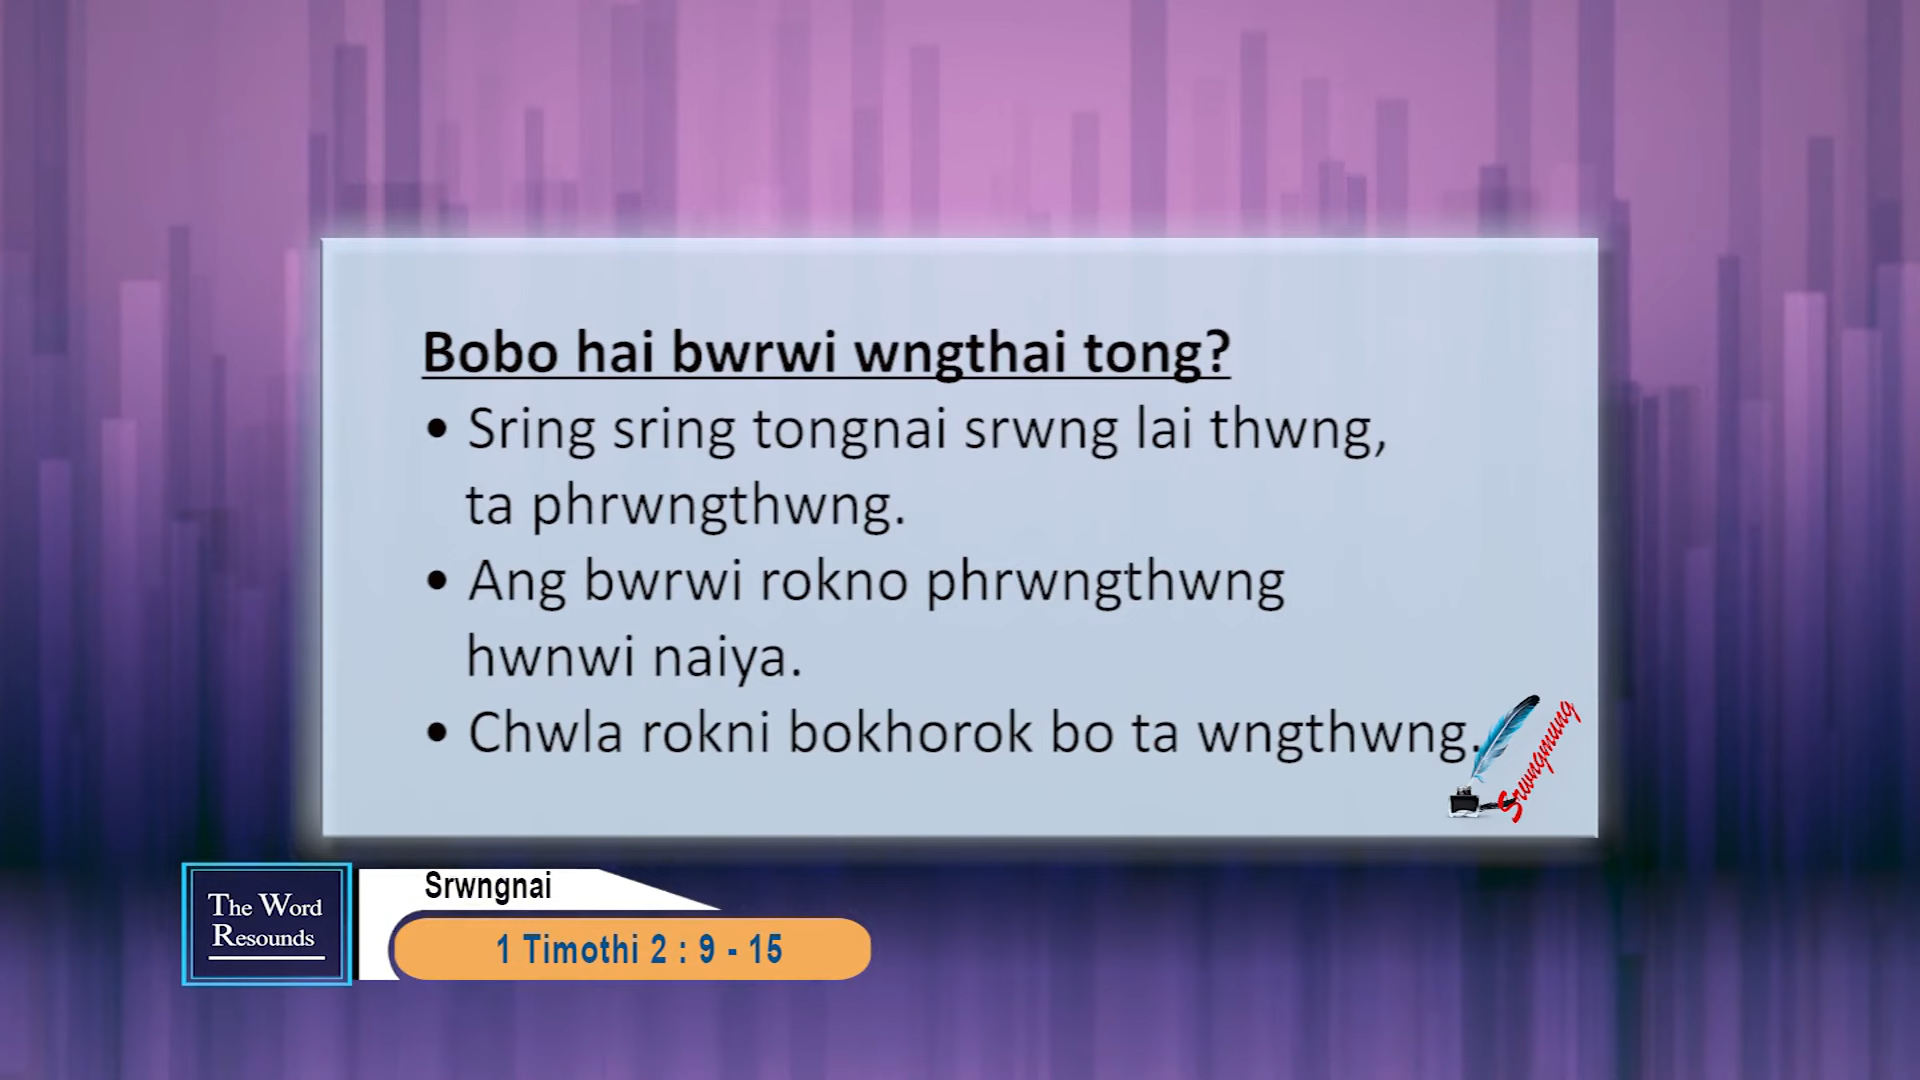 Bobo hai bwrwi wngthai tong?
• Sring sring tongnai srwng lai thwng,
ta phrwngthwng.
• Ang bwrwi rokno phrwngthwng
hwnwi naiya.
• Chwla rokni bokhorok bo ta wngthwng.
Srwngmung
The Word
Resounds
Srwngnai
1 Timothi 2 : 9 - 15